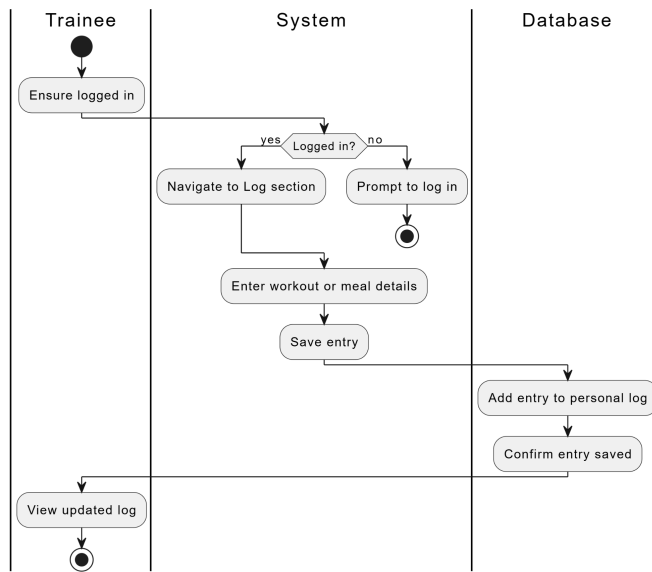 Trainee
System
Database
Ensure logged in
Logged in?
yes
no
Navigate to Log section
Prompt to log in
Enter workout or meal details
Save entry
Add entry to personal log
Confirm entry saved
View updated log